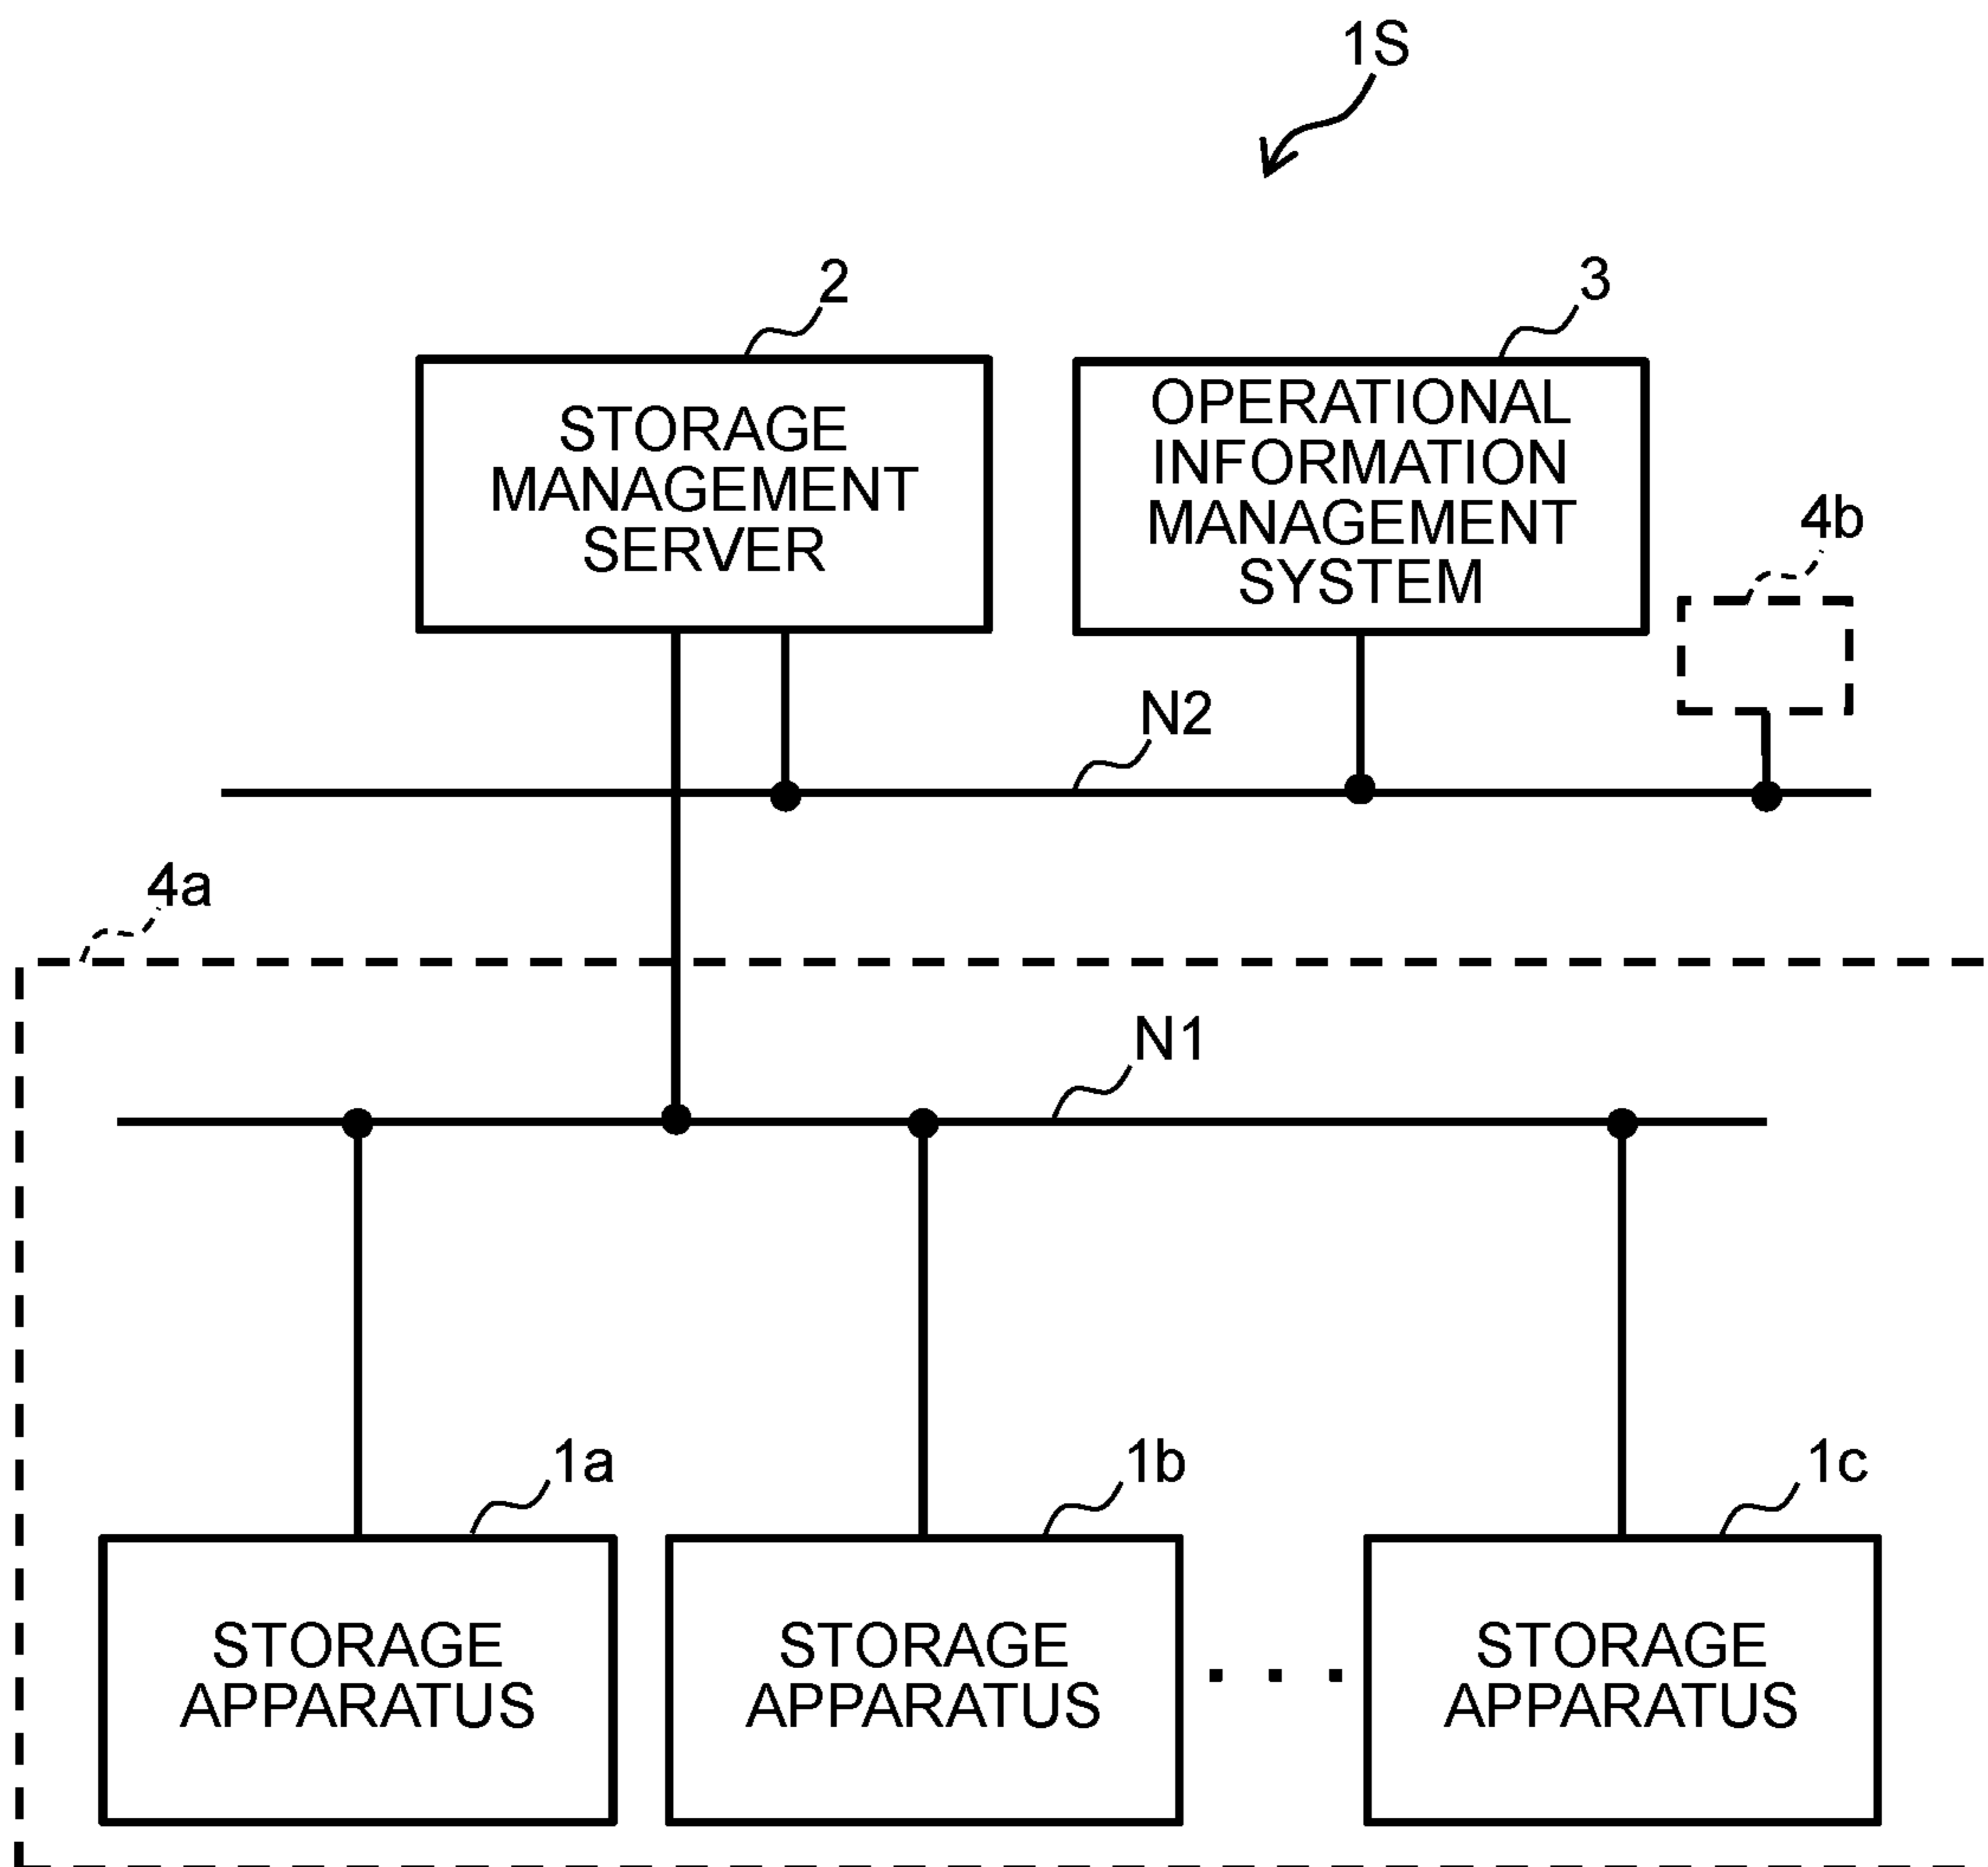 1S
2
3
STORAGE
MANAGEMENT
SERVER
OPERATIONAL
INFORMATION
MANAGEMENT
SYSTEM
4b
N2
4a
N1
1a
1b
1c
STORAGE
APPARATUS
STORAGE
APPARATUS
. . .
STORAGE
APPARATUS